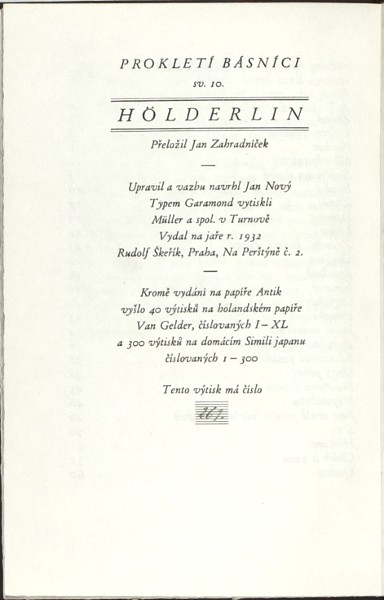 PROKLETÍ BÁSNÍCI
sv. 10.
HÖLDERLIN
Přeložil Jan Zahradníček
Upravil a vazbu navrhl Jan Nový
Typem Garamond vytiskli
Müller a spol. v Turnově
Vydal na jaře r. 1932
Rudolf Škeřík, Praha, Na Perštýně č. 2.
Kromě vydání na papíře Antik
vyšlo 40 výtisků na holandském papíře
Van Gelder, číslovaných I – XL
a 300 výtisků na domácím Simili japanu
číslovaných 1 – 300
Tento výtisk má číslo